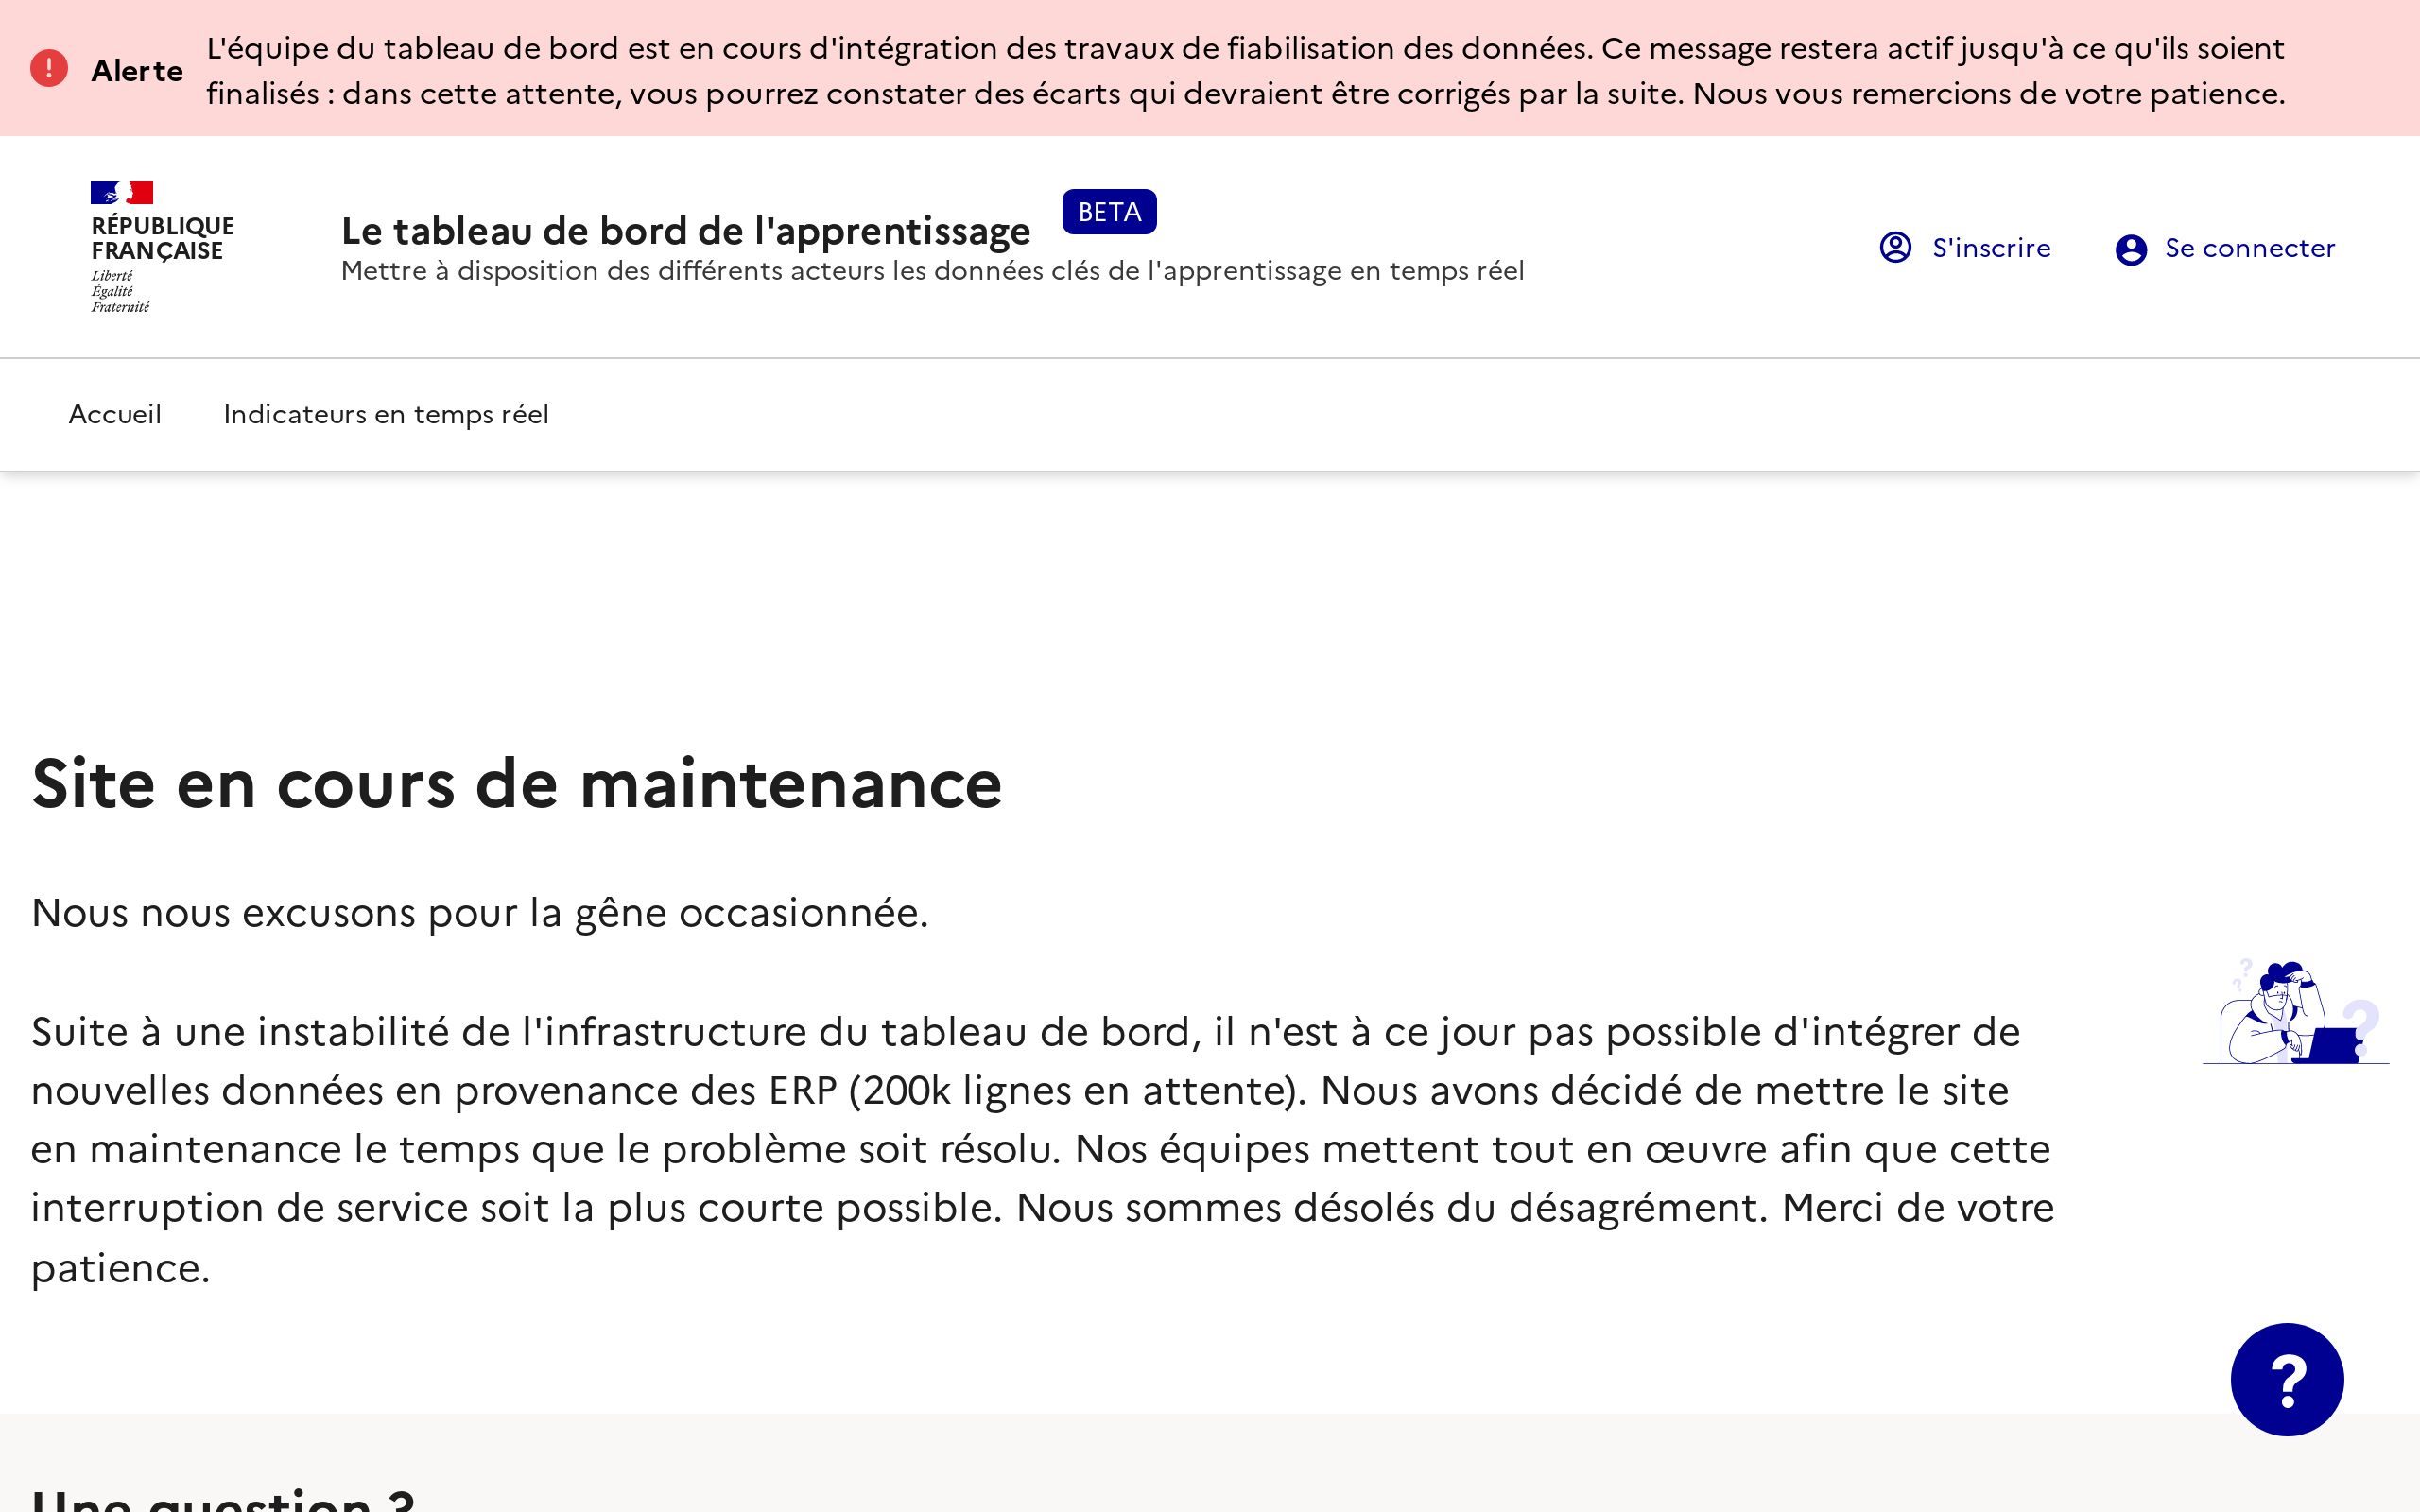 Alerte
L'équipe du tableau de bord est en cours d'intégration des travaux de fiabilisation des données. Ce message restera actif jusqu'à ce qu'ils soient
finalisés : dans cette attente, vous pourrez constater des écarts qui devraient être corrigés par la suite. Nous vous remercions de votre patience.
RÉPUBLIQUE
FRANÇAISE
Liberté
Égalité
Fraternité
Le tableau de bord de l'apprentissage
BETA
Mettre à disposition des différents acteurs les données clés de l'apprentissage en temps réel
S'inscrire
Se connecter
Accueil
Indicateurs en temps réel
Site en cours de maintenance
Nous nous excusons pour la gêne occasionnée.
Suite à une instabilité de l'infrastructure du tableau de bord, il n'est à ce jour pas possible d'intégrer de
nouvelles données en provenance des ERP (200k lignes en attente). Nous avons décidé de mettre le site
en maintenance le temps que le problème soit résolu. Nos équipes mettent tout en œuvre afin que cette
interruption de service soit la plus courte possible. Nous sommes désolés du désagrément. Merci de votre
patience.
?
Une question ?